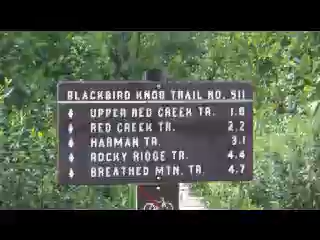 BLACKBIRD KNOB TRAIL NO. 511
UPPER RED CREEK TR. 1.8
RED CREEK TR. 2.2
HARMAN TR. 3.1
ROCKY RIDGE TR. 4.4
BREATHED MTN. TR. 4.7